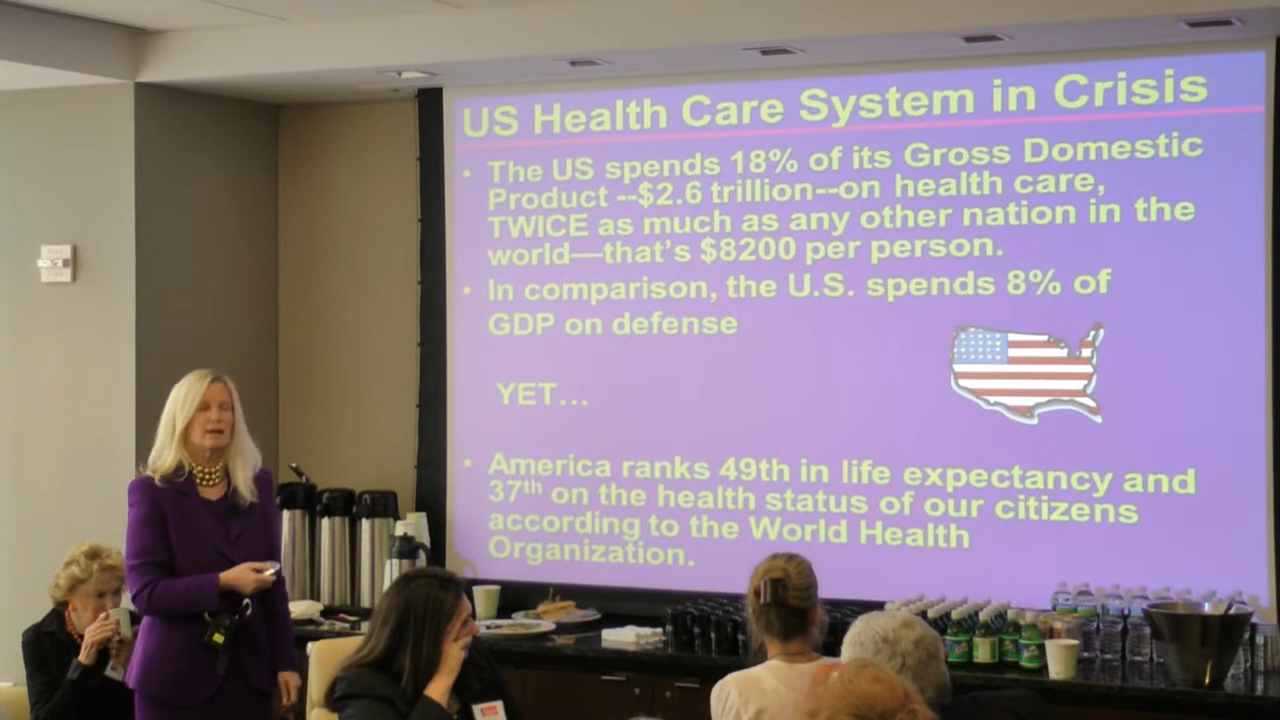 US Health Care System in Crisis
• The US spends 18% of its Gross Domestic
Product --$2.6 trillion--on health care,
TWICE as much as any other nation in the
world—that's $8200 per person.
• In comparison, the U.S. spends 8% of
GDP on defense
YET...
• America ranks 49th in life expectancy and
37th on the health status of our citizens
according to the World Health
Organization.